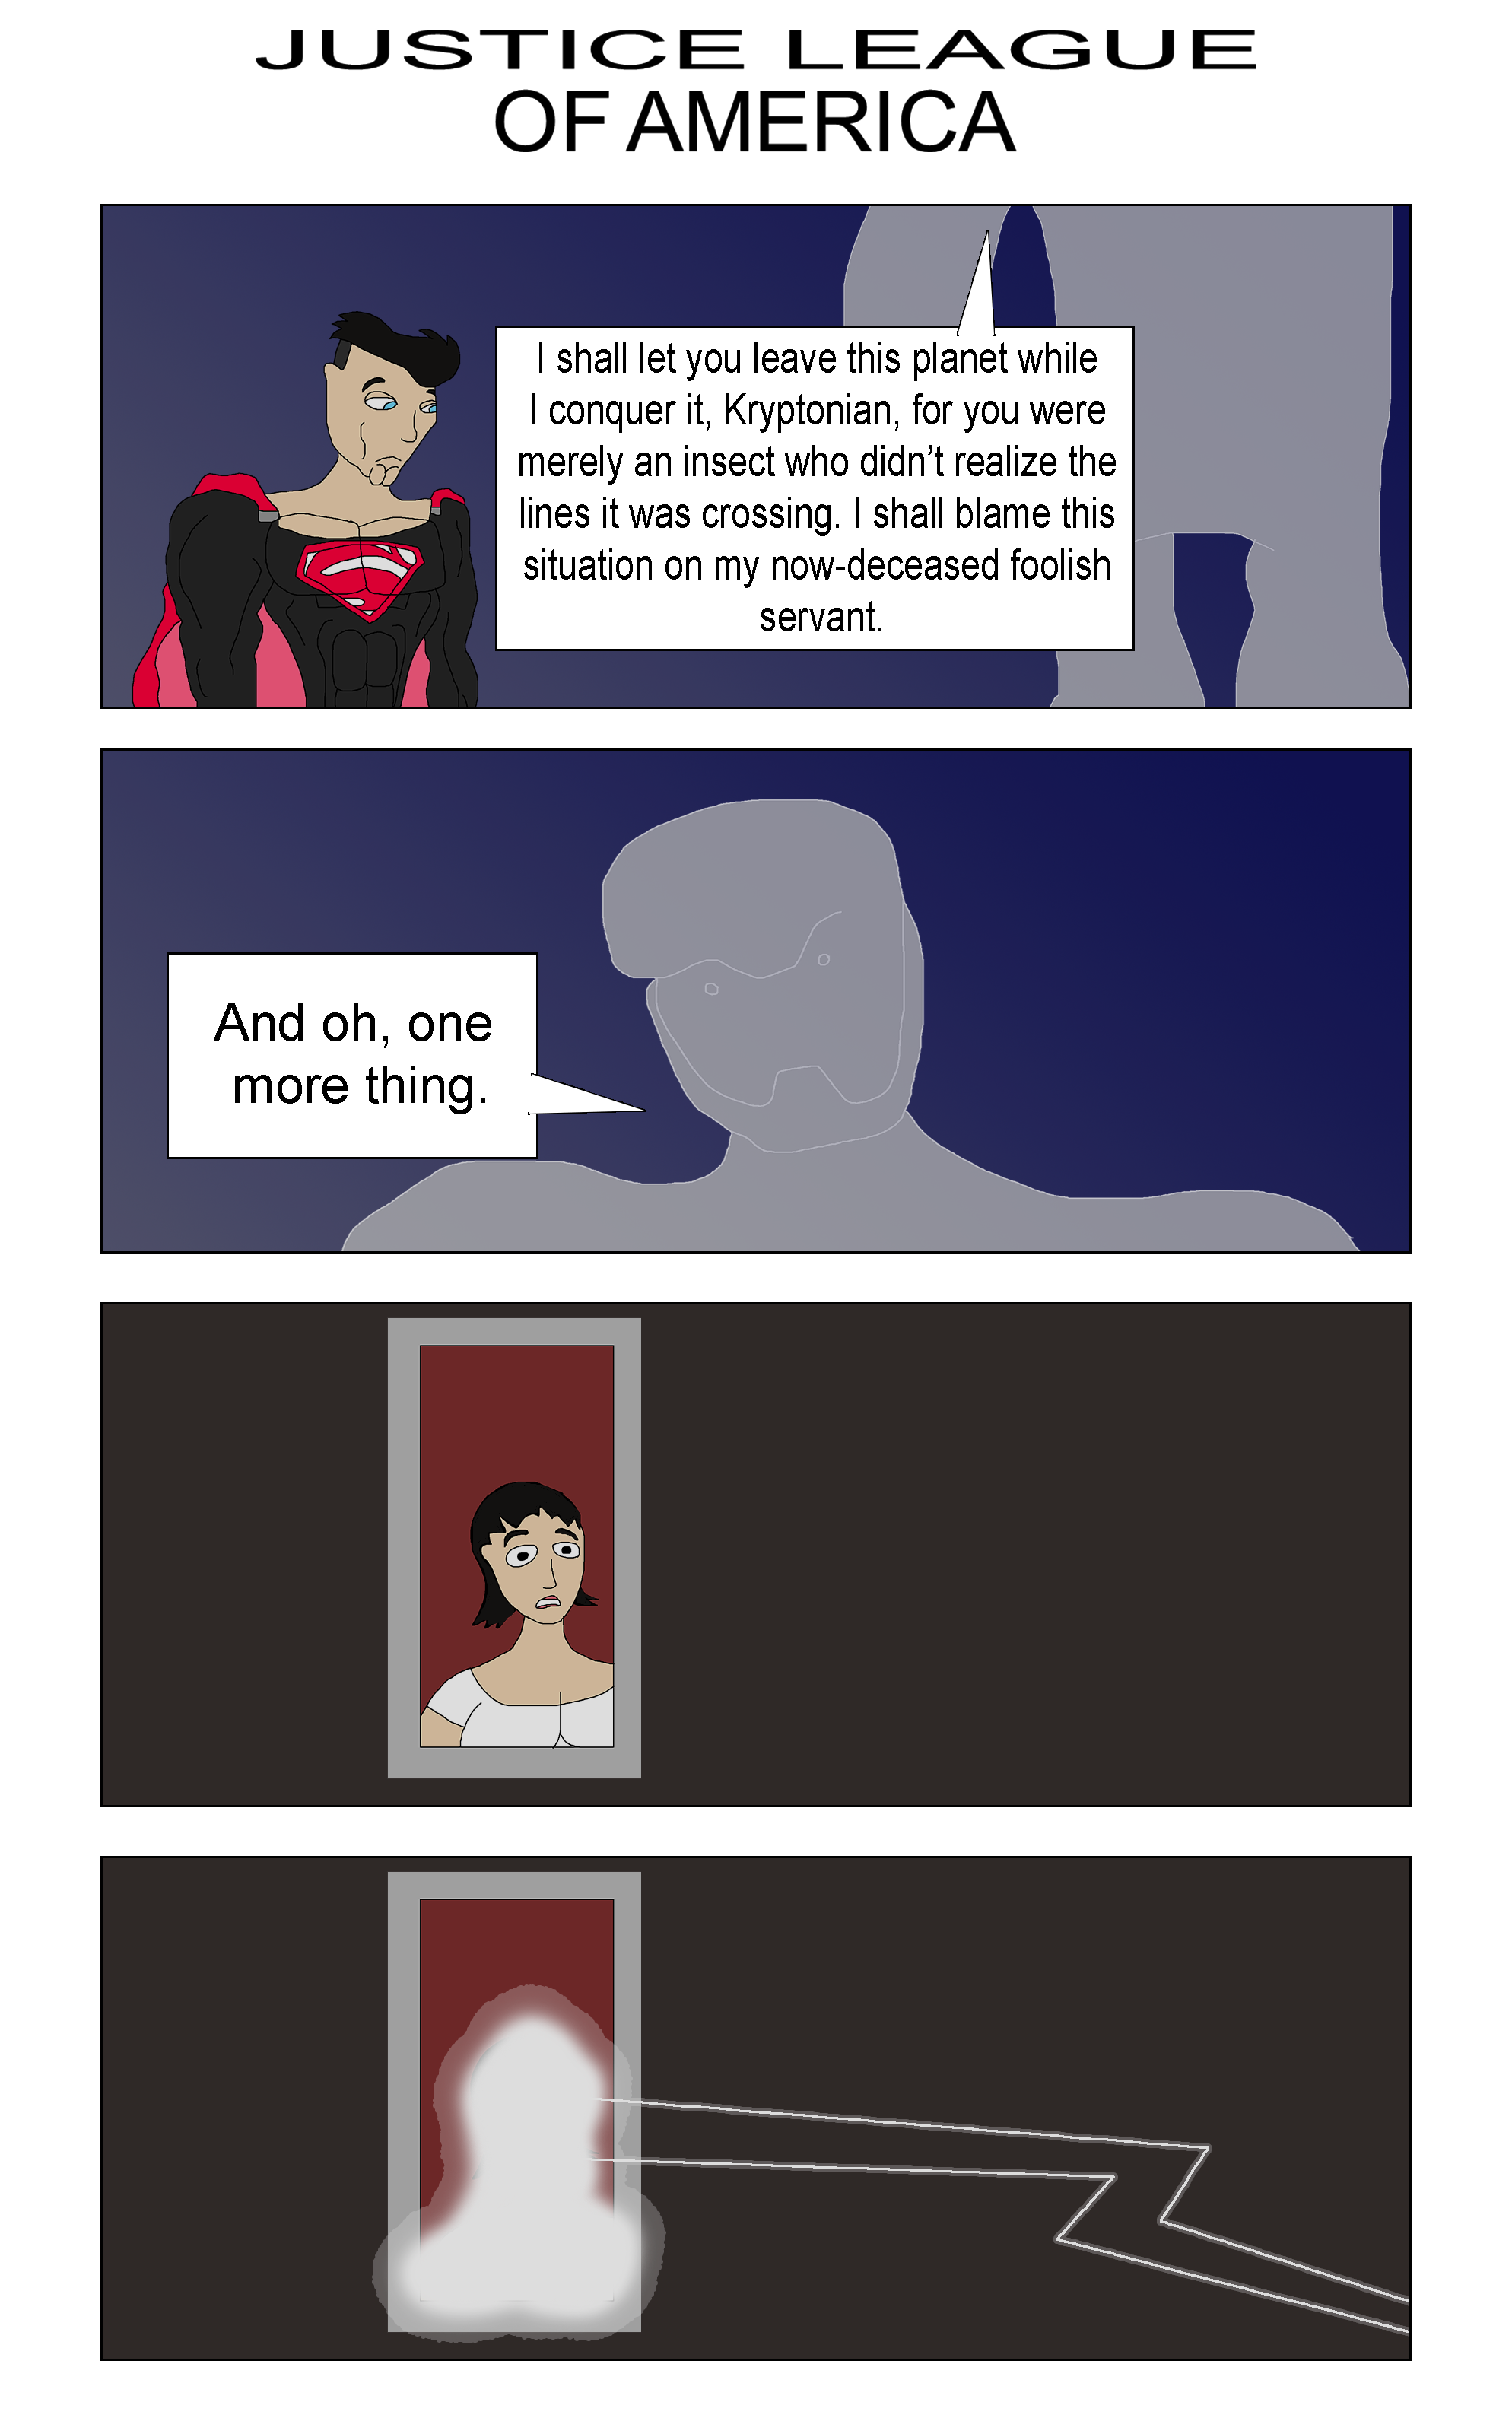 JUSTICE LEAGUE
OF AMERICA
I shall let you leave this planet while
I conquer it, Kryptonian, for you were
merely an insect who didn’t realize the
lines it was crossing. I shall blame this
situation on my now-deceased foolish
servant.
And oh, one
more thing.